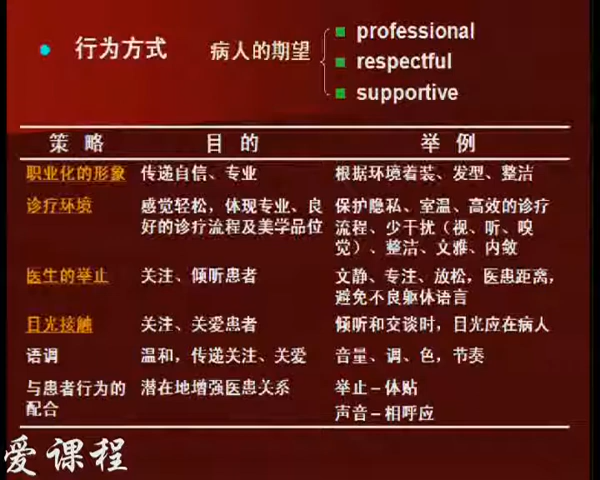 行为方式
病人的期望
professional
respectful
supportive
策略 目的 举例
职业化的形象 传递自信、专业 根据环境着装、发型、整洁
诊疗环境 感觉轻松，体现专业、良 保护隐私、室温、高效的诊疗
好的诊疗流程及美学品位 流程、少干扰（视、听、嗅
觉）、整洁、文雅、内敛
医生的举止 关注、倾听患者 文静、专注、放松，医患距离，
避免不良躯体语言
目光接触 关注、关爱患者 倾听和交谈时，目光应在病人
语调 温和，传递关注、关爱 音量、调、色，节奏
与患者行为的 潜在地增强医患关系 举止－体贴
配合 声音－相呼应
爱课程